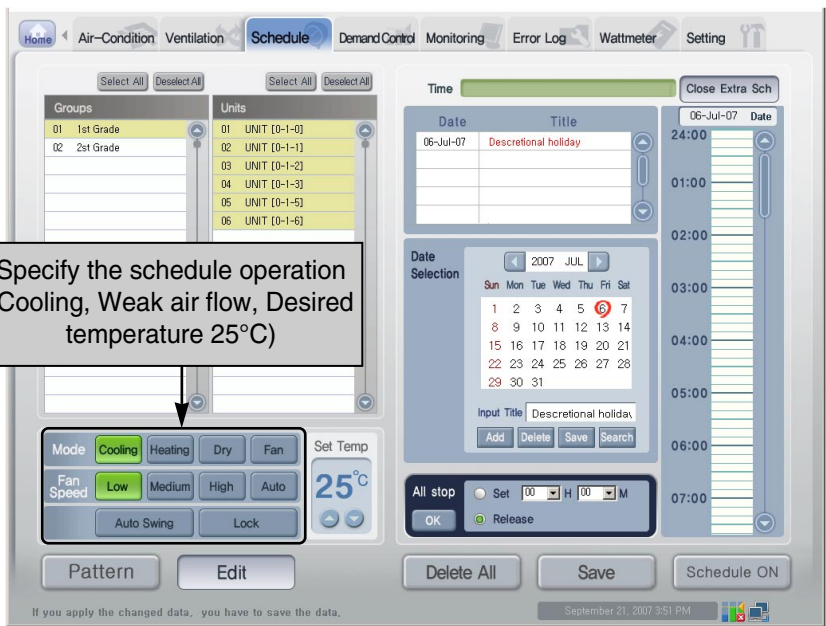 Home Air-Condition Ventilation Schedule Demand Control Monitoring Error Log Wattmeter Setting
Select All Deselect All Select All Deselect All
Groups Units
01 1st Grade
02 2st Grade
01 UNIT [0-1-0]
02 UNIT [0-1-1]
03 UNIT [0-1-2]
04 UNIT [0-1-3]
05 UNIT [0-1-5]
06 UNIT [0-1-6]
Specify the schedule operation
Cooling, Weak air flow, Desired
temperature 25°C)
Mode Cooling Heating Dry Fan
Fan Speed Low Medium High Auto
Auto Swing Lock
Set Temp
25°C
Pattern Edit
Time
Close Extra Sch
Date Title
06-Jul-07 Descretional holiday
Date
Selection
2007 JUL
Sun Mon Tue Wed Thu Fri Sat
1 2 3 4 5 6 7
8 9 10 11 12 13 14
15 16 17 18 19 20 21
22 23 24 25 26 27 28
29 30 31
Input Title Descretional holiday
Add Delete Save Search
All stop Set 00 H 00 M
OK Release
06-Jul-07 Date
24:00
01:00
02:00
03:00
04:00
05:00
06:00
07:00
Delete All Save Schedule ON
If you apply the changed data, you have to save the data.
September 21, 2007 3:51 PM